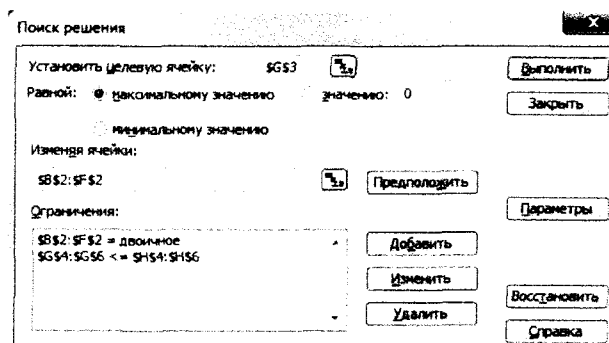 Поиск решения
Установить целевую ячейку: $G$3 Выполнить
Равной: максимальному значению значению: 0 Закрыть
минимальному значению
Изменяя ячейки:
$B$2:$F$2 Предположить
Ограничения: Параметры
$B$2:$F$2 = двоичное Добавить
$G$4:$G$6 <= $H$4:$H$6
Изменить
Восстановить
Удалить
Справка